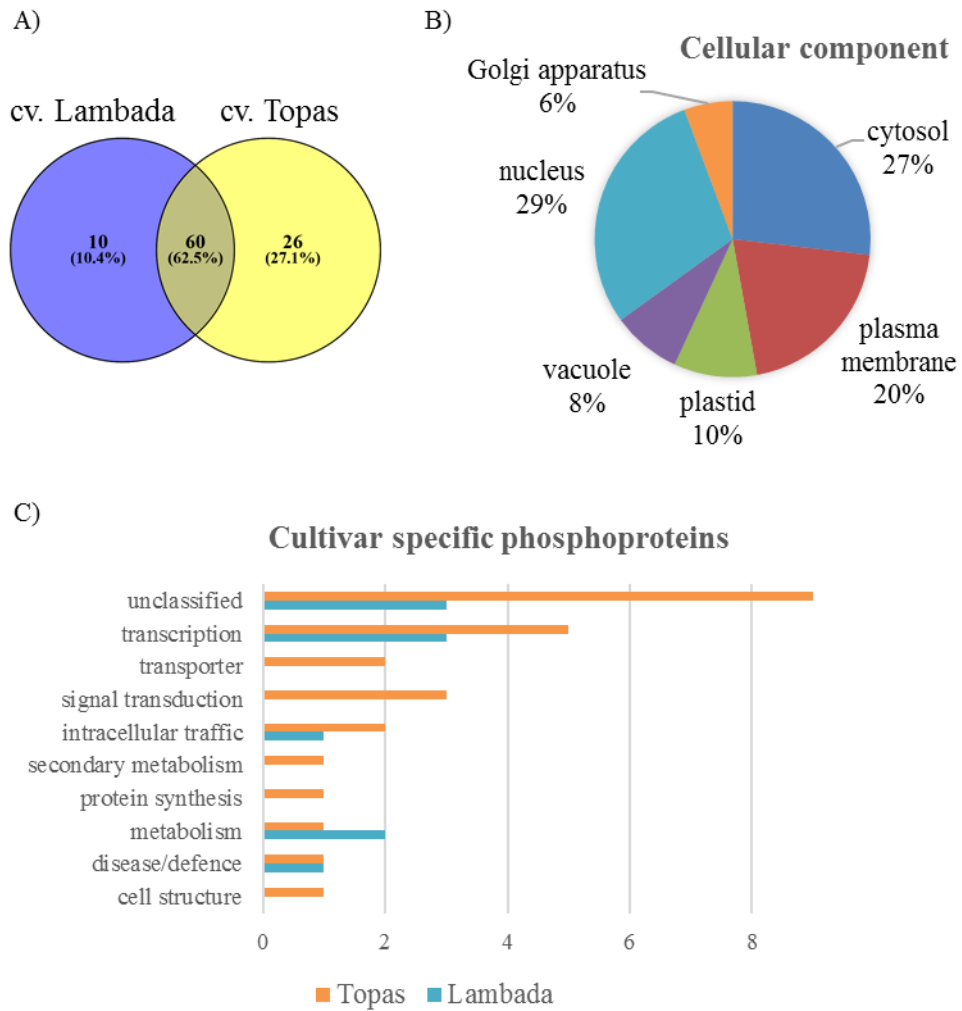 A)
cv. Lambada
cv. Topas
10
(10.4%)
60
(62.5%)
26
(27.1%)
B)
Cellular component
Golgi apparatus
6%
cytosol
27%
nucleus
29%
plasma
membrane
20%
vacuole
8%
plastid
10%
C)
Cultivar specific phosphoproteins
unclassified
transcription
transporter
signal transduction
intracellular traffic
secondary metabolism
protein synthesis
metabolism
disease/defence
cell structure
0 2 4 6 8
Topas Lambada